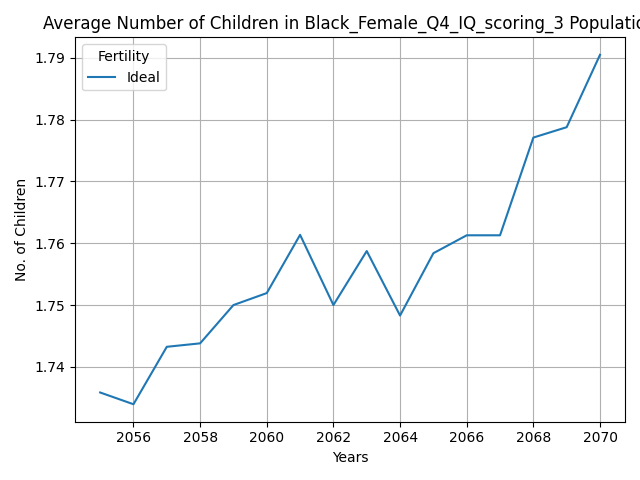 Average Number of Children in Black_Female_Q4_IQ_scoring_3 Populatio
Fertility
Ideal
1.79
1.78
1.77
1.76
1.75
1.74
No. of Children
2056 2058 2060 2062 2064 2066 2068 2070
Years